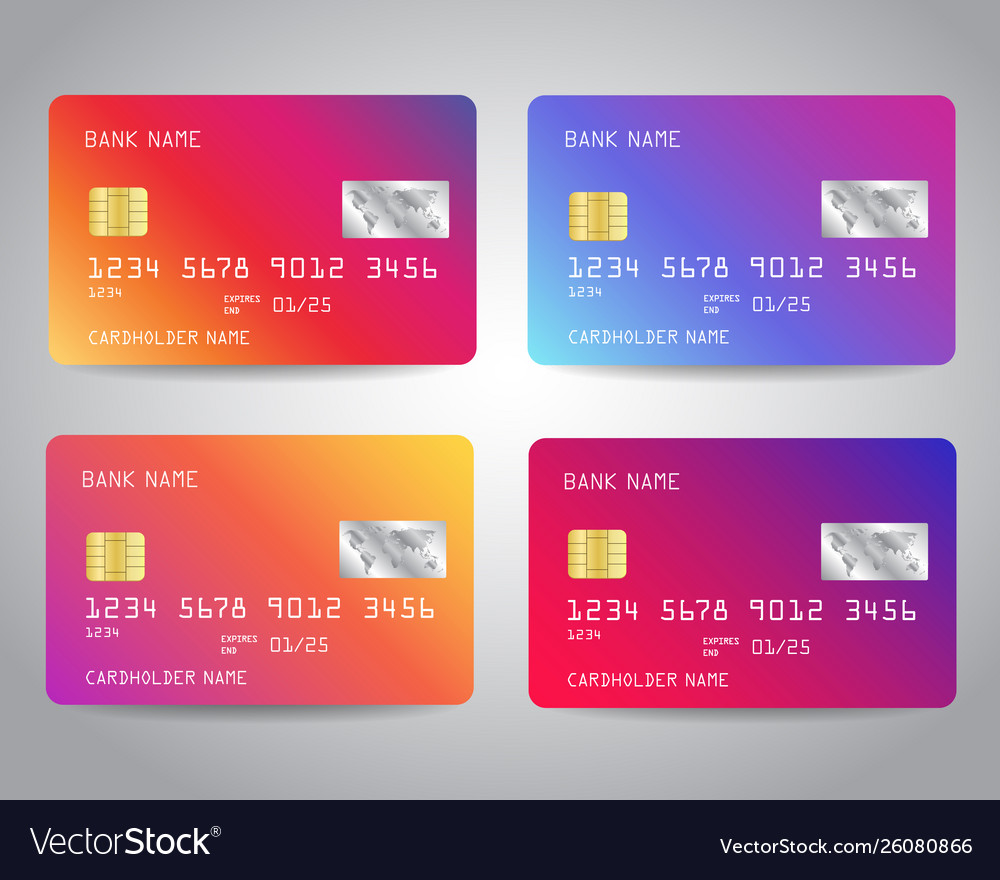 BANK NAME
1234 5678 9012 3456
1234
EXPIRES END 01/25
CARDHOLDER NAME
BANK NAME
1234 5678 9012 3456
1234
EXPIRES END 01/25
CARDHOLDER NAME
BANK NAME
1234 5678 9012 3456
1234
EXPIRES END 01/25
CARDHOLDER NAME
BANK NAME
1234 5678 9012 3456
1234
EXPIRES END 01/25
CARDHOLDER NAME
VectorStock®
VectorStock.com/26080866